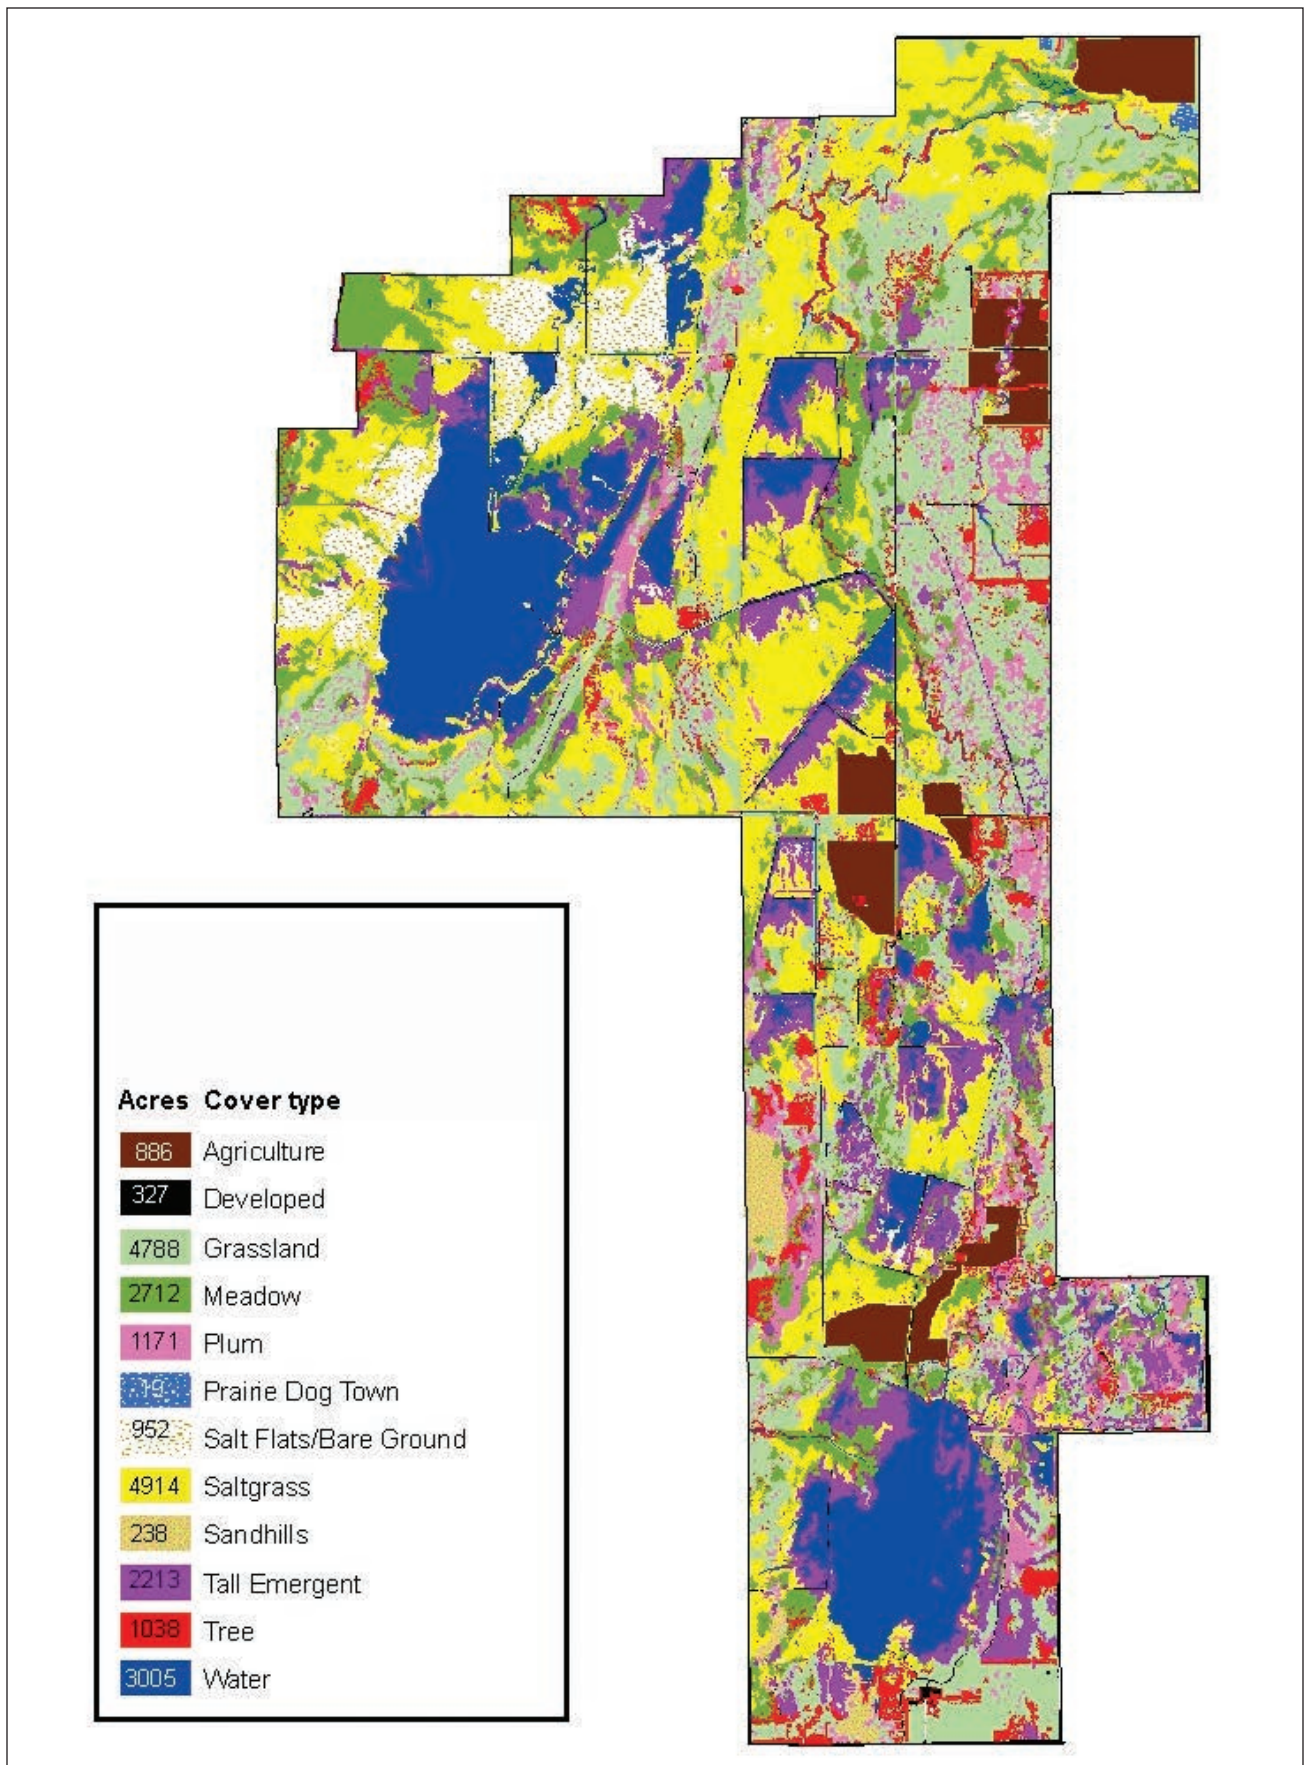 Acres Cover type
886 Agriculture
327 Developed
4788 Grassland
2712 Meadow
1171 Plum
19 Prairie Dog Town
952 Salt Flats/Bare Ground
4914 Saltgrass
238 Sandhills
2213 Tall Emergent
1038 Tree
3005 Water